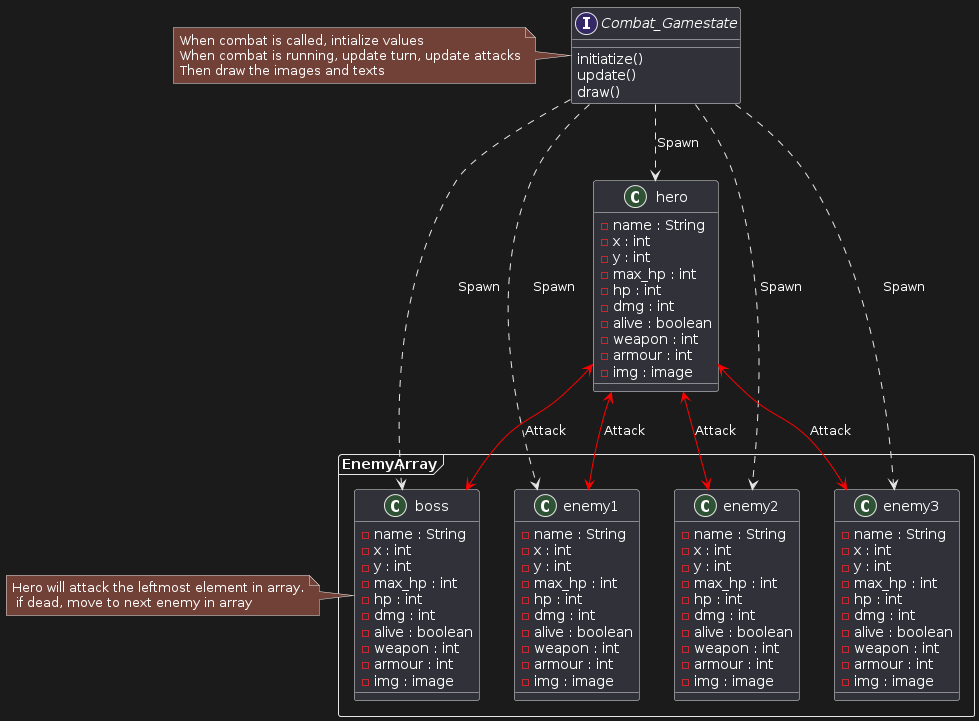 When combat is called, intialize values
When combat is running, update turn, update attacks
Then draw the images and texts
I Combat_Gamestate
initiatize()
update()
draw()
Spawn
C hero
name : String
x : int
y : int
max_hp : int
hp : int
dmg : int
alive : boolean
weapon : int
armour : int
img : image
Spawn
Spawn
Spawn
Spawn
Attack
Attack
Attack
Attack
EnemyArray
C boss
name : String
x : int
y : int
max_hp : int
hp : int
dmg : int
alive : boolean
weapon : int
armour : int
img : image
C enemy1
name : String
x : int
y : int
max_hp : int
hp : int
dmg : int
alive : boolean
weapon : int
armour : int
img : image
C enemy2
name : String
x : int
y : int
max_hp : int
hp : int
dmg : int
alive : boolean
weapon : int
armour : int
img : image
C enemy3
name : String
x : int
y : int
max_hp : int
hp : int
dmg : int
alive : boolean
weapon : int
armour : int
img : image
Hero will attack the leftmost element in array.
if dead, move to next enemy in array